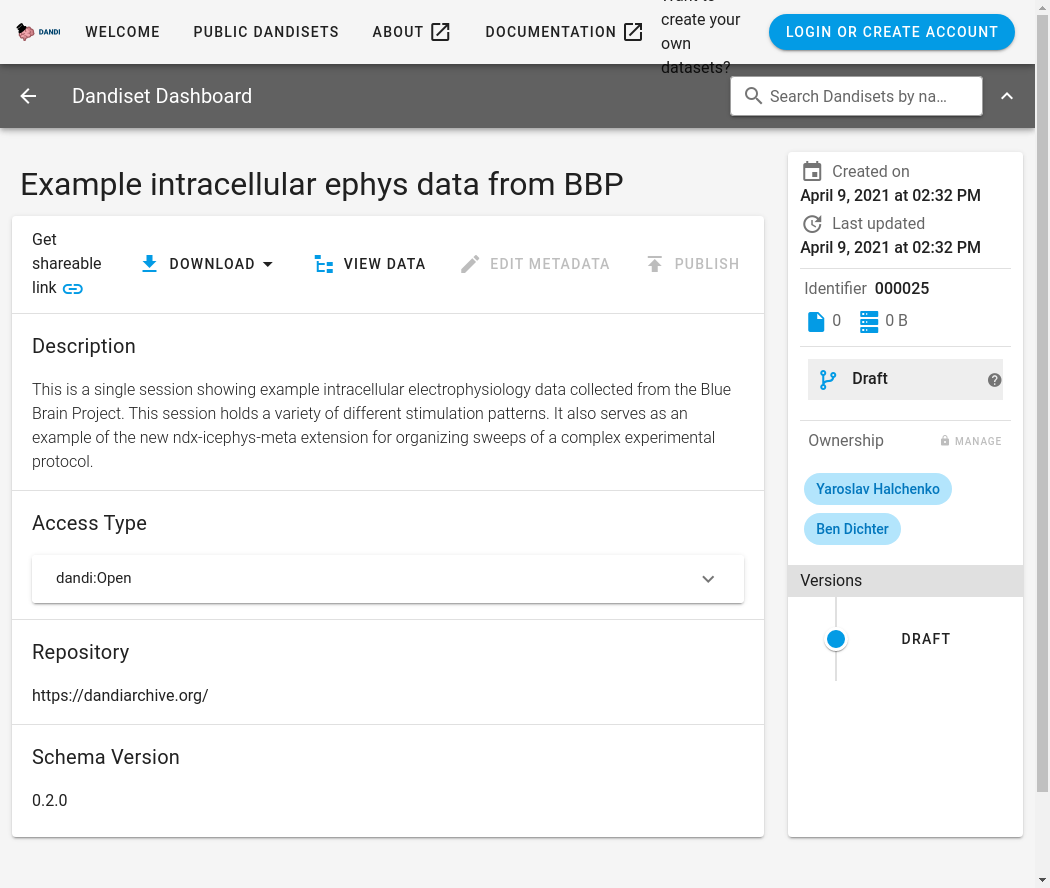 DANDI
WELCOME
PUBLIC DANDISETS
ABOUT
DOCUMENTATION
create your
own
datasets?
LOGIN OR CREATE ACCOUNT
Dandiset Dashboard
Search Dandisets by na…
Example intracellular ephys data from BBP
Get
shareable
link
DOWNLOAD
VIEW DATA
EDIT METADATA
PUBLISH
Description
This is a single session showing example intracellular electrophysiology data collected from the Blue
Brain Project. This session holds a variety of different stimulation patterns. It also serves as an
example of the new ndx-icephys-meta extension for organizing sweeps of a complex experimental
protocol.
Access Type
dandi:Open
Repository
https://dandiarchive.org/
Schema Version
0.2.0
Created on
April 9, 2021 at 02:32 PM
Last updated
April 9, 2021 at 02:32 PM
Identifier 000025
0 0 B
Draft
Ownership
MANAGE
Yaroslav Halchenko
Ben Dichter
Versions
DRAFT